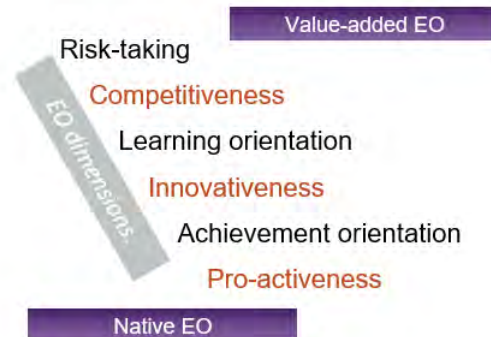 Value-added EO
Risk-taking
Competitiveness
Learning orientation
EO dimensions.
Innovativeness
Achievement orientation
Pro-activeness
Native EO